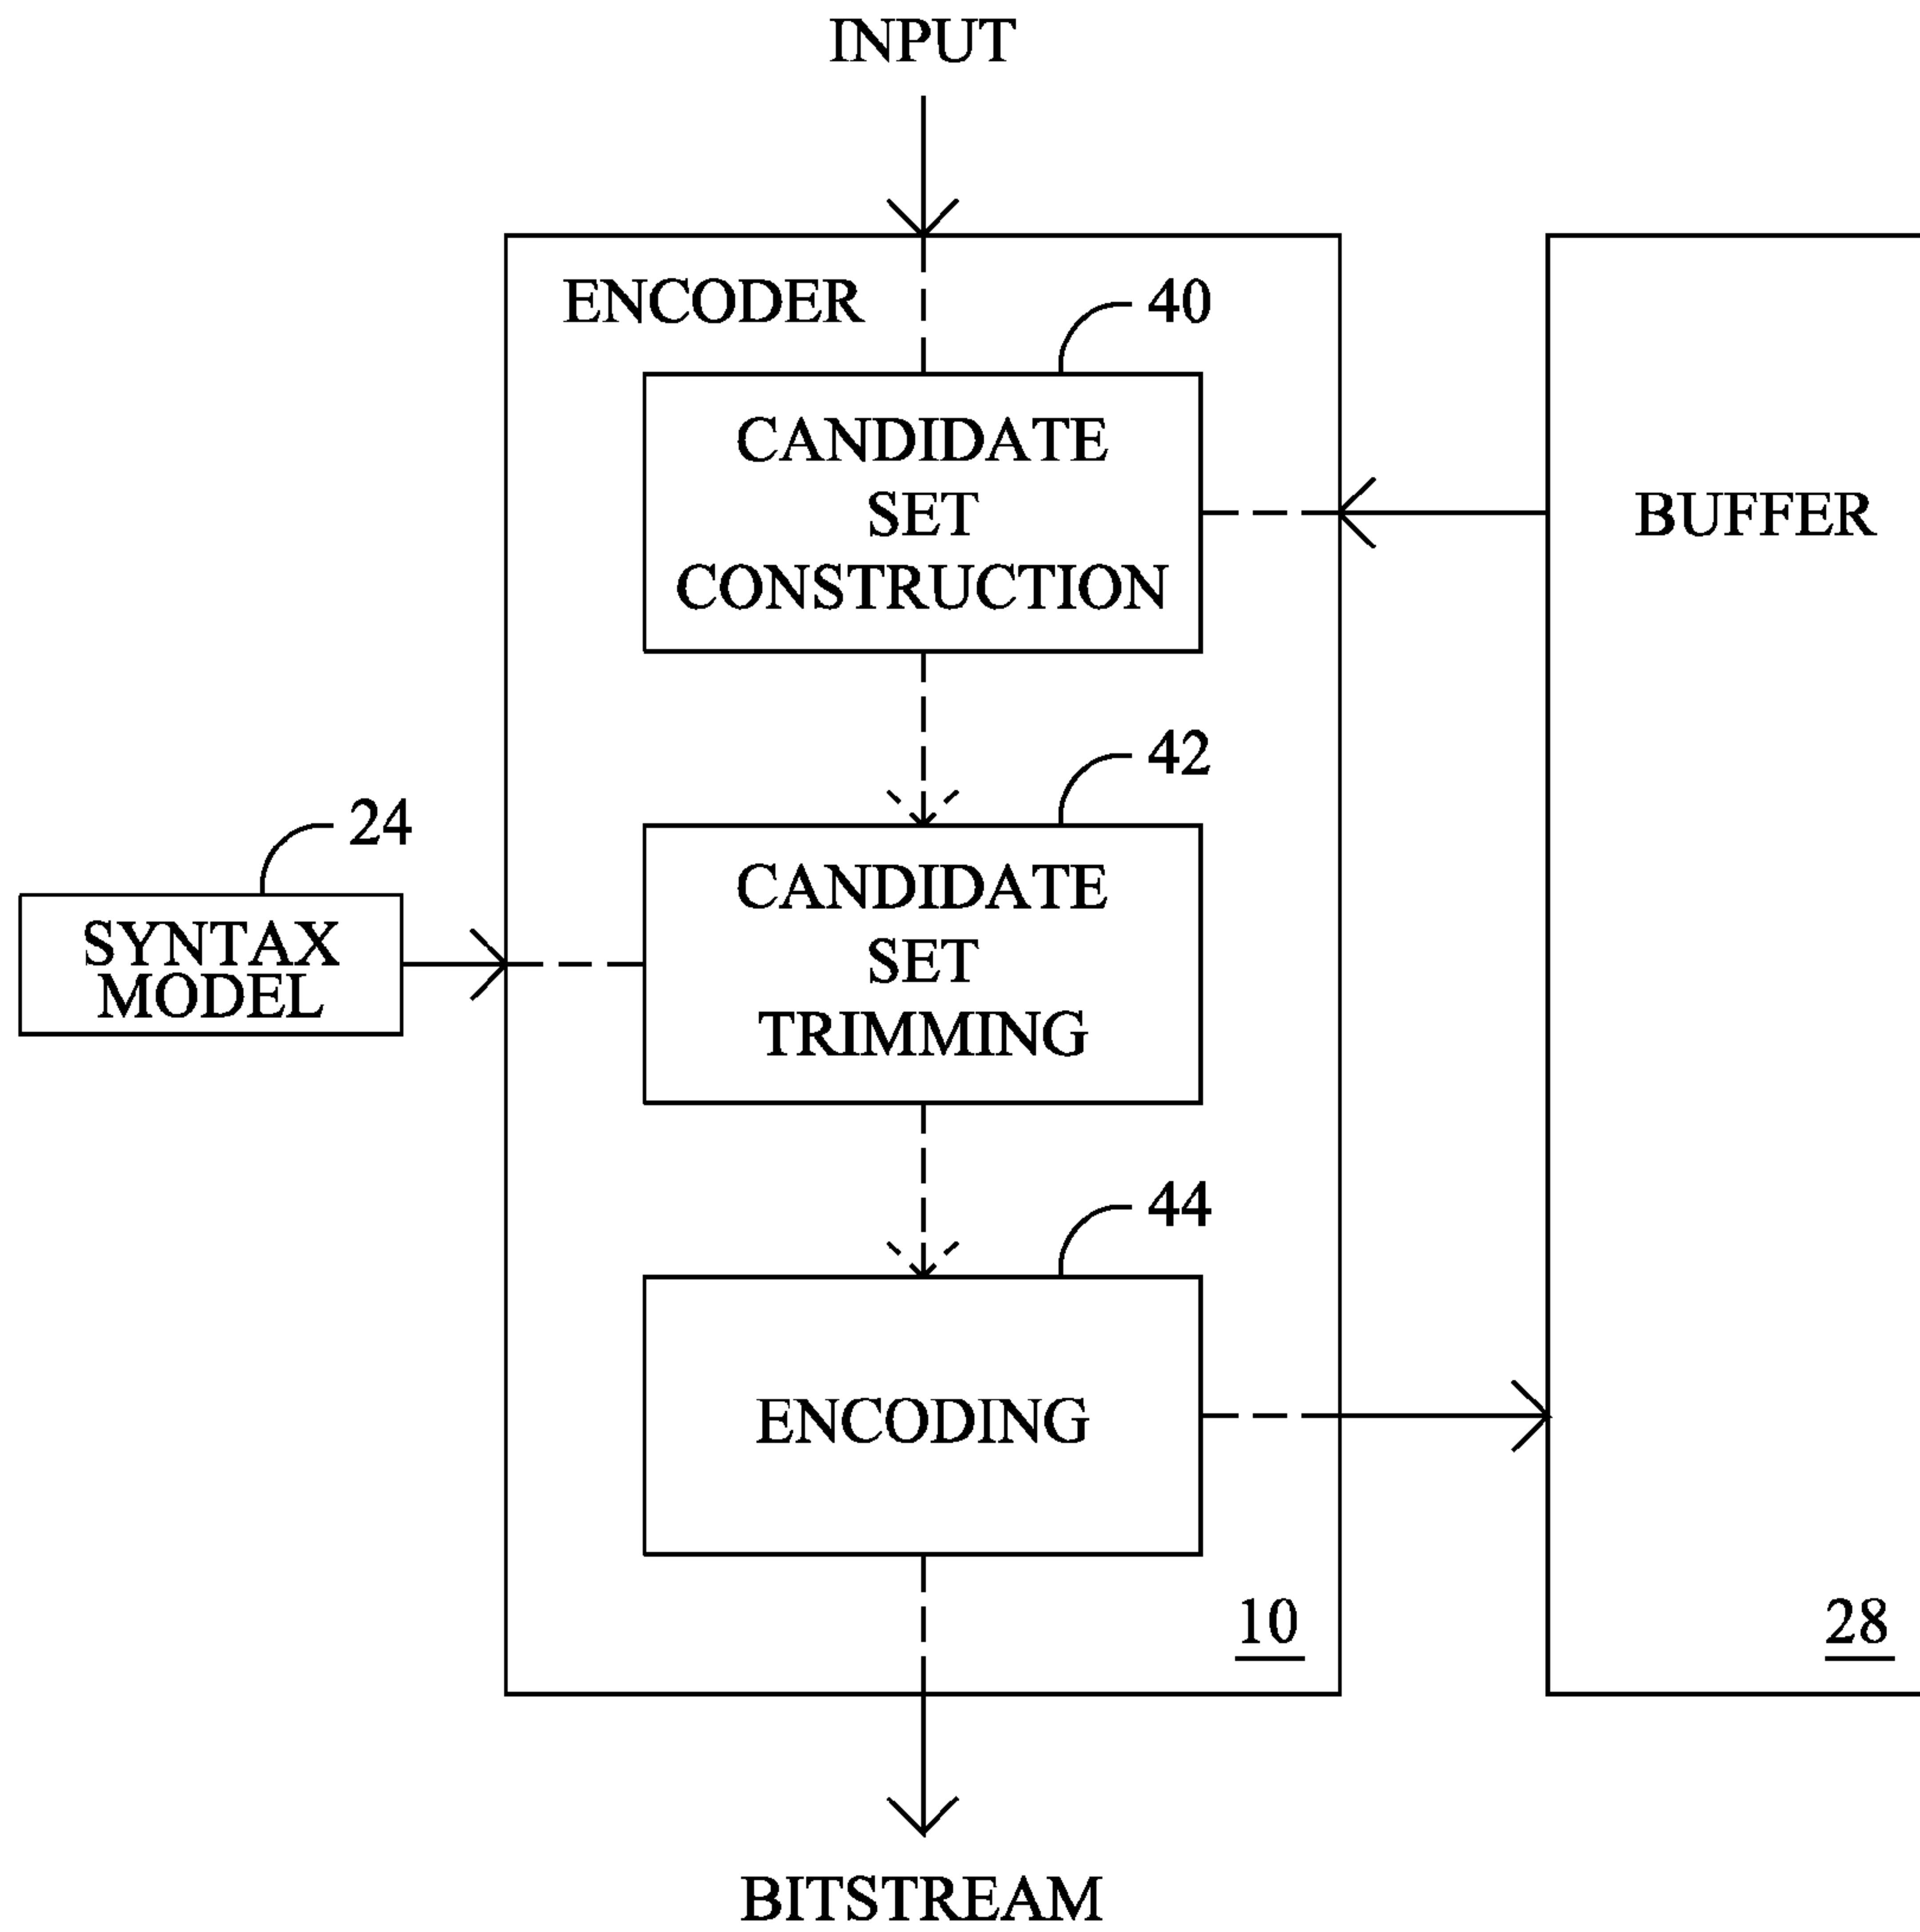 INPUT
ENCODER
40
CANDIDATE
SET
CONSTRUCTION
BUFFER
42
24
SYNTAX
MODEL
CANDIDATE
SET
TRIMMING
44
ENCODING
10
28
BITSTREAM